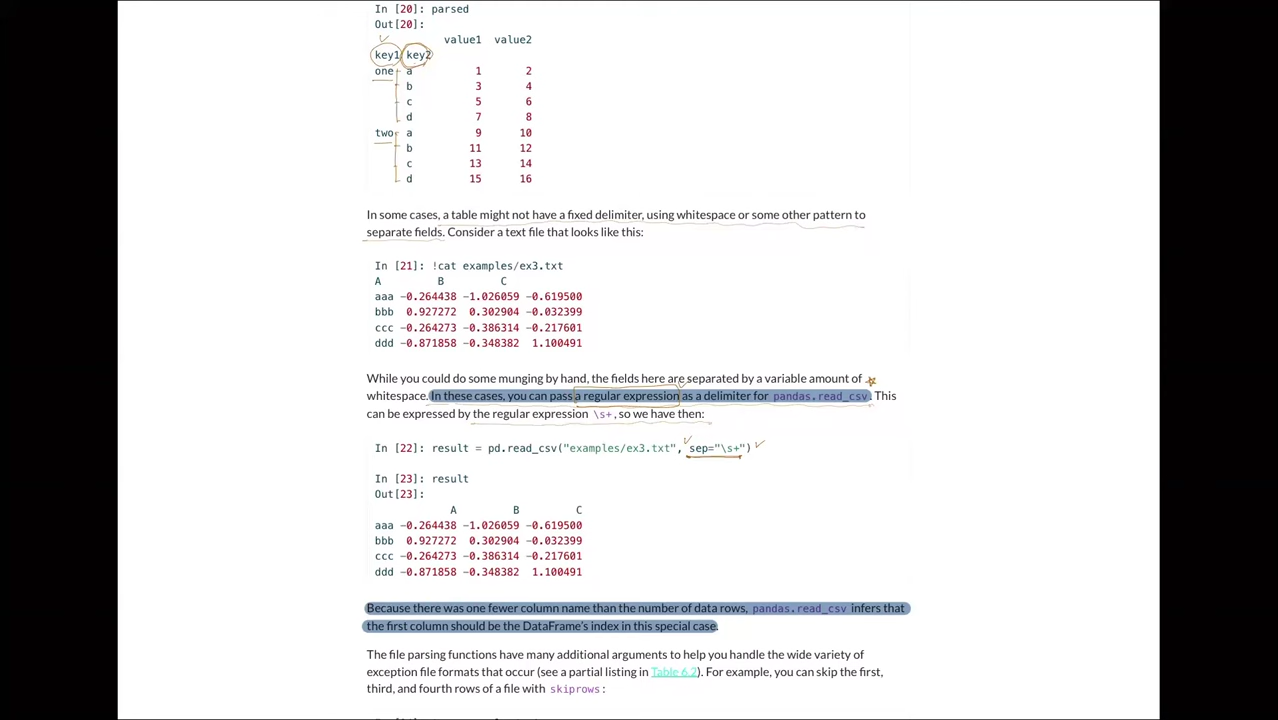 In [20]: parsed
Out[20]:
value1 value2
key1 key2
one a 1 2
b 3 4
c 5 6
d 7 8
two a 9 10
b 11 12
c 13 14
d 15 16
In some cases, a table might not have a fixed delimiter, using whitespace or some other pattern to
separate fields. Consider a text file that looks like this:
In [21]: !cat examples/ex3.txt
A B C
aaa -0.264438 -1.026059 -0.619500
bbb 0.927272 0.302904 -0.032399
ccc -0.264273 -0.386314 -0.217601
ddd -0.871858 -0.348382 1.100491
While you could do some munging by hand, the fields here are separated by a variable amount of
whitespace. In these cases, you can pass a regular expression as a delimiter for pandas.read_csv. This
can be expressed by the regular expression \s+, so we have then:
In [22]: result = pd.read_csv("examples/ex3.txt", sep="\s+")
In [23]: result
Out[23]:
A B C
aaa -0.264438 -1.026059 -0.619500
bbb 0.927272 0.302904 -0.032399
ccc -0.264273 -0.386314 -0.217601
ddd -0.871858 -0.348382 1.100491
Because there was one fewer column name than the number of data rows, pandas.read_csv infers that
the first column should be the DataFrame's index in this special case.
The file parsing functions have many additional arguments to help you handle the wide variety of
exception file formats that occur (see a partial listing in Table 6.2). For example, you can skip the first,
third, and fourth rows of a file with skiprows: